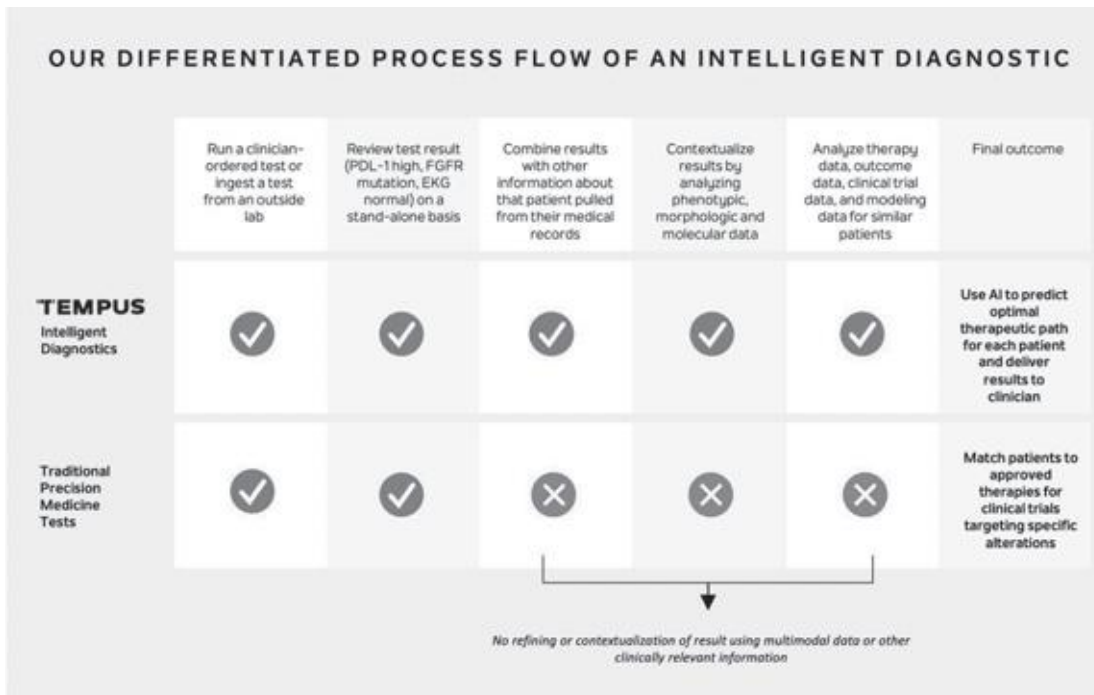 OUR DIFFERENTIATED PROCESS FLOW OF AN INTELLIGENT DIAGNOSTIC
Run a clinician-
ordered test or
ingest a test
from an outside
lab
Review test result
(PDL-1 high, FGFR
mutation, EKG
normal) on a
stand-alone basis
Combine results
with other
information about
that patient pulled
from their medical
records
Contextualize
results by
analyzing
phenotypic,
morphologic and
molecular data
Analyze therapy
data, outcome
data, clinical trial
data, and modeling
data for similar
patients
Final outcome
TEMPUS
Intelligent
Diagnostics
Use AI to predict
optimal
therapeutic path
for each patient
and deliver
results to
clinician
Traditional
Precision
Medicine
Tests
Match patients to
approved
therapies for
clinical trials
targeting specific
alterations
No refining or contextualization of result using multimodal data or other
clinically relevant information